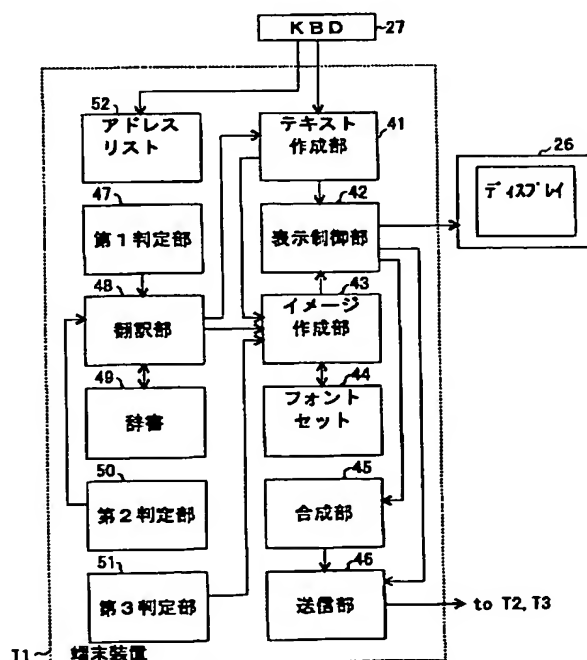 KBD
27
52
アドレス
リスト
テキスト
作成部
41
26
ディスプレイ
47
第1判定部
42
表示制御部
48
翻訳部
43
イメージ
作成部
49
辞書
44
フォント
セット
50
第2判定部
45
合成部
51
第3判定部
46
送信部
to T2, T3
T1
端末装置